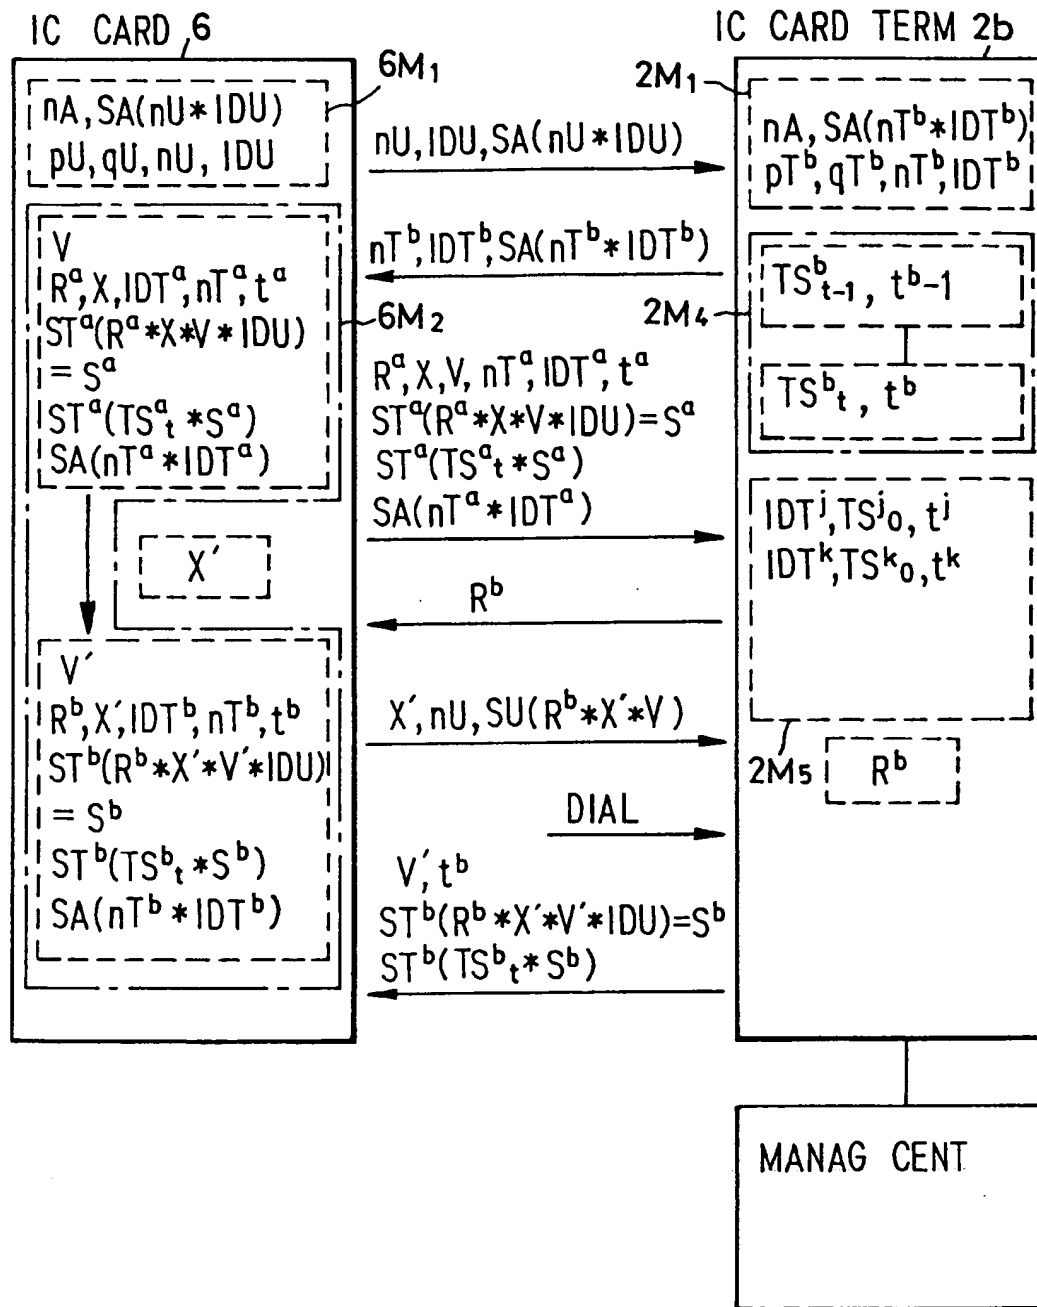 IC CARD 6
IC CARD TERM 2b
6M₁
nA, SA(nU*IDU)
pU, qU, nU, IDU
nU, IDU, SA(nU*IDU)
2M₁
nA, SA(nTᵇ*IDTᵇ)
pTᵇ, qTᵇ, nTᵇ, IDTᵇ
nTᵇ, IDTᵇ, SA(nTᵇ*IDTᵇ)
6M₂
V
Rᵃ, X, IDTᵃ, nTᵃ, tᵃ
STᵃ(Rᵃ*X*V*IDU)
= Sᵃ
STᵃ(TSᵃₜ*Sᵃ)
SA(nTᵃ*IDTᵃ)
2M₄
TSᵇₜ₋₁, tᵇ⁻¹
TSᵇₜ, tᵇ
Rᵃ, X, V, nTᵃ, IDTᵃ, tᵃ
STᵃ(Rᵃ*X*V*IDU)=Sᵃ
STᵃ(TSᵃₜ*Sᵃ)
SA(nTᵃ*IDTᵃ)
X′
IDTʲ, TSʲ₀, tʲ
IDTᵏ, TSᵏ₀, tᵏ
2M₅
Rᵇ
V′
Rᵇ, X′, IDTᵇ, nTᵇ, tᵇ
STᵇ(Rᵇ*X′*V′*IDU)
= Sᵇ
STᵇ(TSᵇₜ*Sᵇ)
SA(nTᵇ*IDTᵇ)
X′, nU, SU(Rᵇ*X′*V)
Rᵇ
DIAL
V′, tᵇ
STᵇ(Rᵇ*X′*V′*IDU)=Sᵇ
STᵇ(TSᵇₜ*Sᵇ)
MANAG CENT